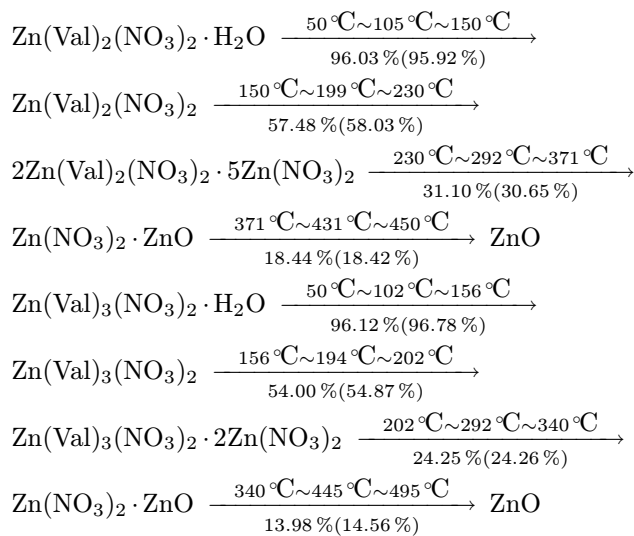 Zn(Val)₂(NO₃)₂ · H₂O 50 ℃~105 ℃~150 ℃ 96.03 %(95.92 %)
Zn(Val)₂(NO₃)₂ 150 ℃~199 ℃~230 ℃ 57.48 %(58.03 %)
2Zn(Val)₂(NO₃)₂ · 5Zn(NO₃)₂ 230 ℃~292 ℃~371 ℃ 31.10 %(30.65 %)
Zn(NO₃)₂ · ZnO 371 ℃~431 ℃~450 ℃ 18.44 %(18.42 %) ZnO
Zn(Val)₃(NO₃)₂ · H₂O 50 ℃~102 ℃~156 ℃ 96.12 %(96.78 %)
Zn(Val)₃(NO₃)₂ 156 ℃~194 ℃~202 ℃ 54.00 %(54.87 %)
Zn(Val)₃(NO₃)₂ · 2Zn(NO₃)₂ 202 ℃~292 ℃~340 ℃ 24.25 %(24.26 %)
Zn(NO₃)₂ · ZnO 340 ℃~445 ℃~495 ℃ 13.98 %(14.56 %) ZnO